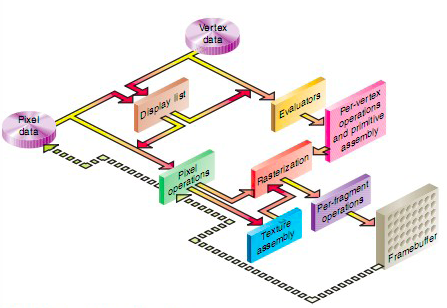 Vertex
data
Display list
Evaluators
Per-vertex
operations
and primitive
assembly
Pixel
data
Pixel
operations
Rasterization
Per-fragment
operations
Texture
assembly
Framebuffer